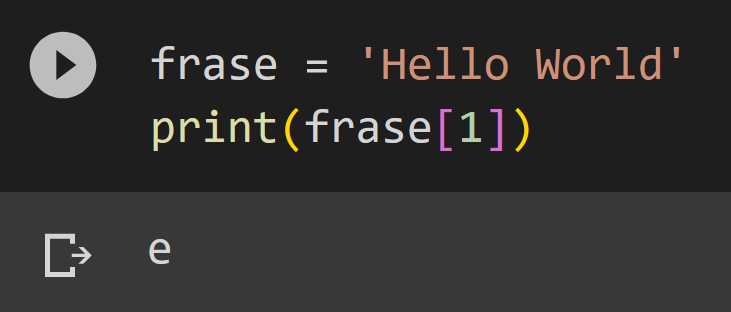 frase = 'Hello World'
print(frase[1])
e